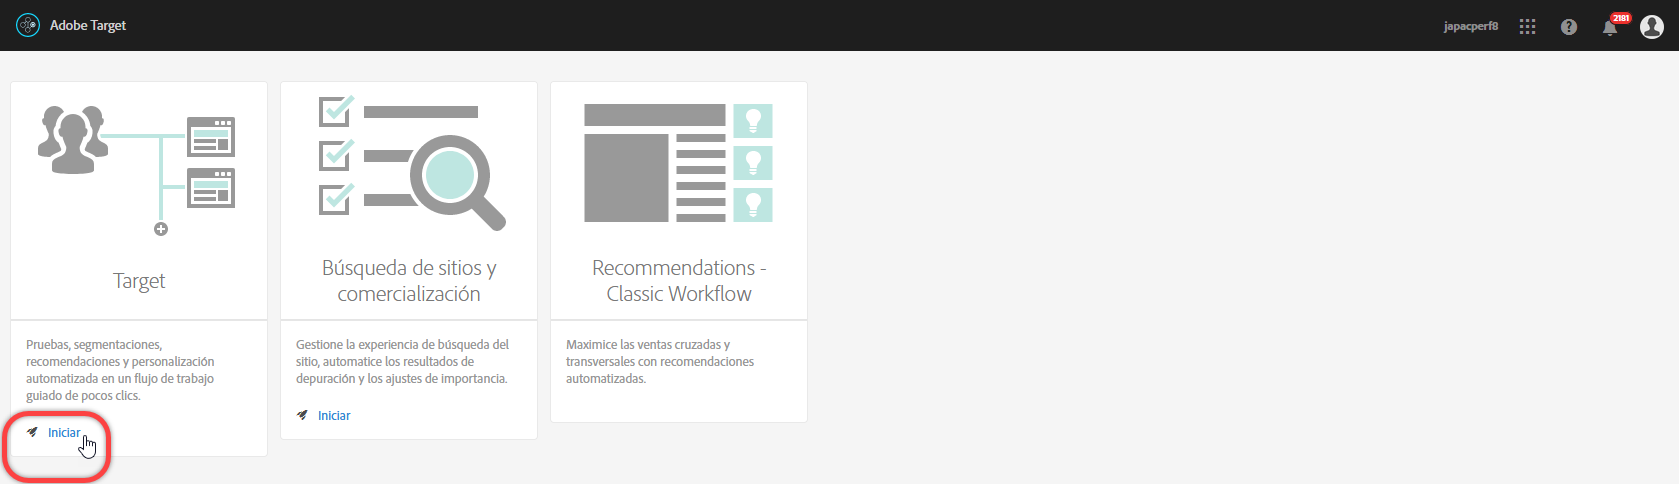 Adobe Target
japacperf8
2181
Target
Pruebas, segmentaciones,
recomendaciones y personalización
automatizada en un flujo de trabajo
guiado de pocos clics.
Iniciar
Búsqueda de sitios y
comercialización
Gestione la experiencia de búsqueda del
sitio, automatice los resultados de
depuración y los ajustes de importancia.
Iniciar
Recommendations -
Classic Workflow
Maximice las ventas cruzadas y
transversales con recomendaciones
automatizadas.